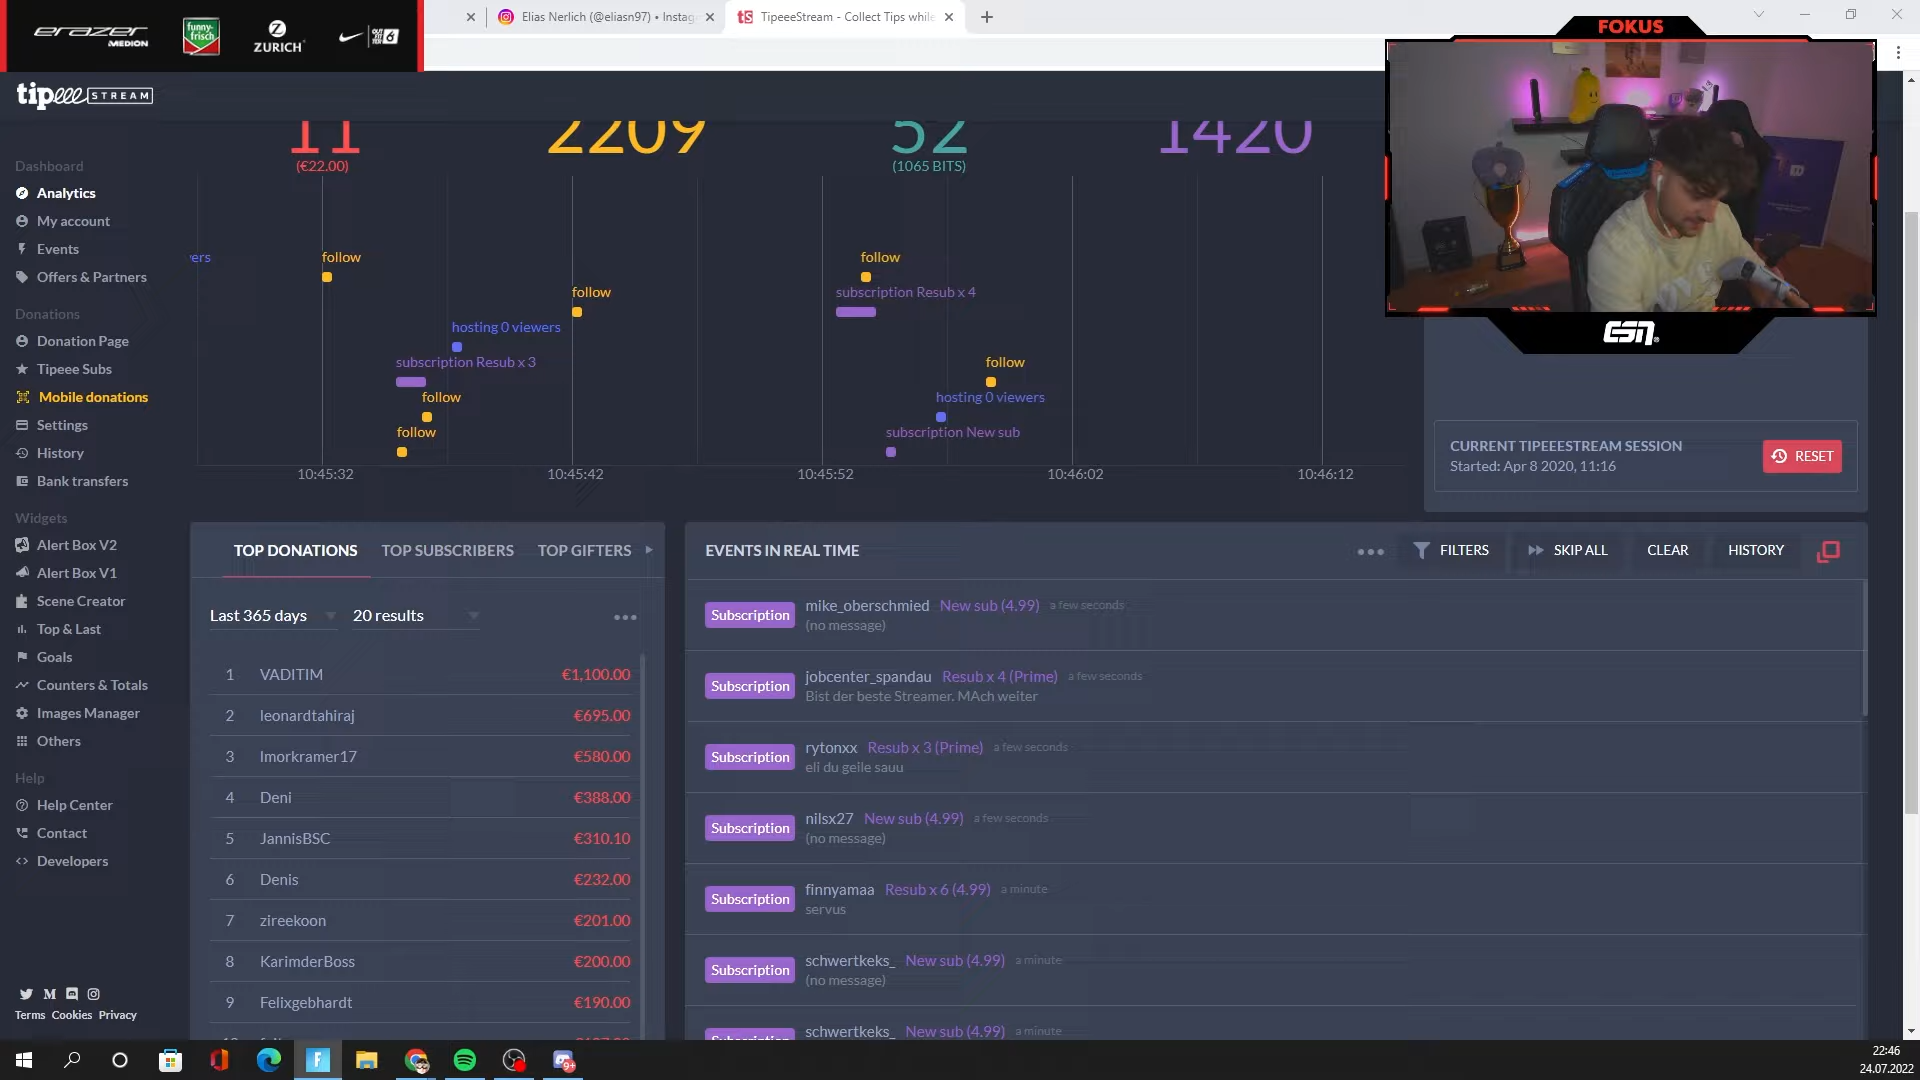 erazer
MEDION
funny-frisch
ZURICH
Elias Nerlich (@eliasn97) • Instag
TipeeeStream - Collect Tips while
FOKUS
tipeee STREAM
11
2209
52
1420
(€22.00)
(1065 BITS)
Dashboard
Analytics
My account
Events
Offers & Partners
Donations
Donation Page
Tipeee Subs
Mobile donations
Settings
History
Bank transfers
Widgets
Alert Box V2
Alert Box V1
Scene Creator
Top & Last
Goals
Counters & Totals
Images Manager
Others
Help
Help Center
Contact
Developers
Terms Cookies Privacy
ers
follow
follow
hosting 0 viewers
subscription Resub x 3
follow
follow
follow
subscription Resub x 4
follow
hosting 0 viewers
subscription New sub
10:45:32
10:45:42
10:45:52
10:46:02
10:46:12
CURRENT TIPEEESTREAM SESSION
Started: Apr 8 2020, 11:16
RESET
TOP DONATIONS
TOP SUBSCRIBERS
TOP GIFTERS
Last 365 days
20 results
1 VADITIM €1,100.00
2 leonardtahiraj €695.00
3 lmorkramer17 €580.00
4 Deni €388.00
5 JannisBSC €310.10
6 Denis €232.00
7 zireekoon €201.00
8 KarimderBoss €200.00
9 Felixgebhardt €190.00
EVENTS IN REAL TIME
FILTERS
SKIP ALL
CLEAR
HISTORY
Subscription mike_oberschmied New sub (4.99) a few seconds
(no message)
Subscription jobcenter_spandau Resub x 4 (Prime) a few seconds
Bist der beste Streamer. MAch weiter
Subscription rytonxx Resub x 3 (Prime) a few seconds
eli du geile sauu
Subscription nilsx27 New sub (4.99) a few seconds
(no message)
Subscription finnyamaa Resub x 6 (4.99) a minute
servus
Subscription schwertkeks_ New sub (4.99) a minute
(no message)
schwertkeks_ New sub (4.99) a minute
22:46
24.07.2022